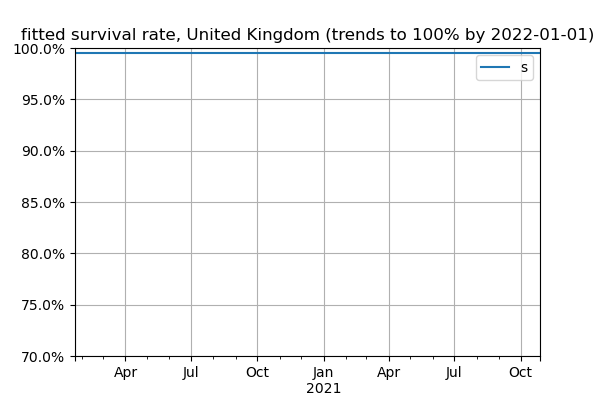 fitted survival rate, United Kingdom (trends to 100% by 2022-01-01)
100.0%
s
95.0%
90.0%
85.0%
80.0%
75.0%
70.0%
Apr Jul Oct Jan Apr Jul Oct
2021